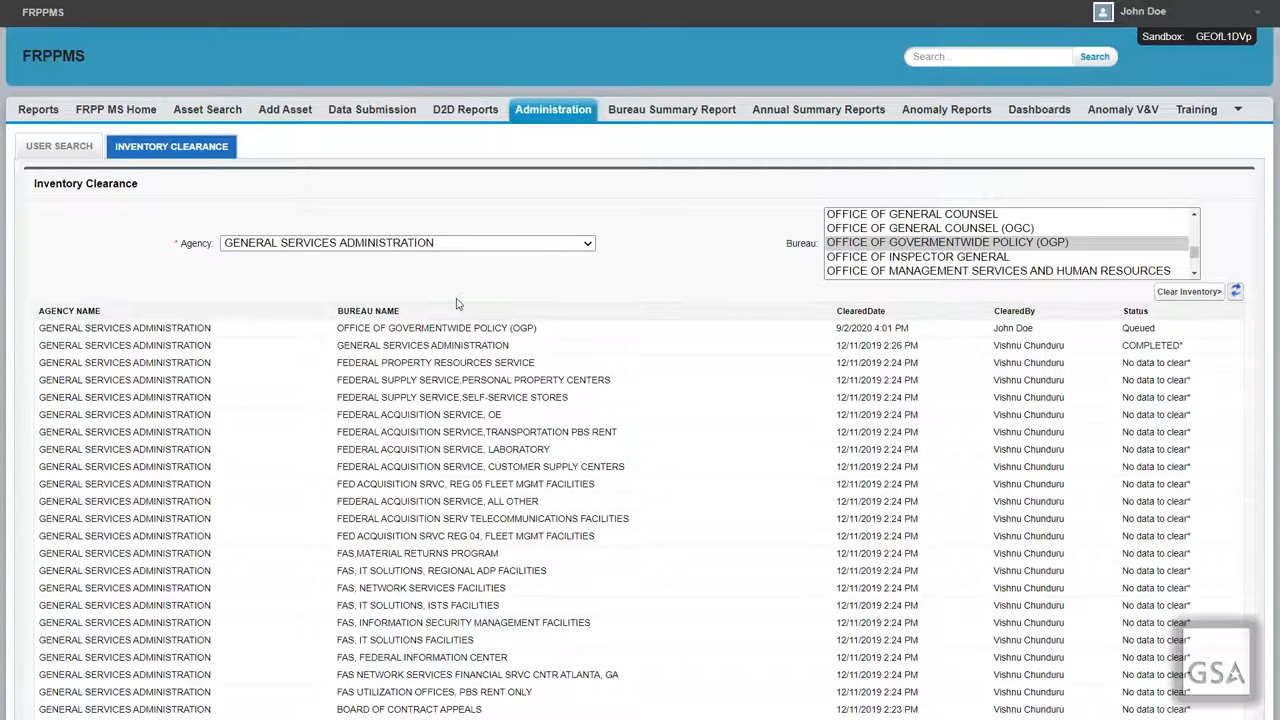 FRPPMS
John Doe
Sandbox: GEOfL1DVp
FRPPMS
Search... Search
Reports FRPP MS Home Asset Search Add Asset Data Submission D2D Reports Administration Bureau Summary Report Annual Summary Reports Anomaly Reports Dashboards Anomaly V&V Training
USER SEARCH INVENTORY CLEARANCE
Inventory Clearance
OFFICE OF GENERAL COUNSEL
OFFICE OF GENERAL COUNSEL (OGC)
* Agency: GENERAL SERVICES ADMINISTRATION Bureau: OFFICE OF GOVERMENTWIDE POLICY (OGP)
OFFICE OF INSPECTOR GENERAL
OFFICE OF MANAGEMENT SERVICES AND HUMAN RESOURCES
Clear Inventory>
AGENCY NAME BUREAU NAME ClearedDate ClearedBy Status
GENERAL SERVICES ADMINISTRATION OFFICE OF GOVERMENTWIDE POLICY (OGP) 9/2/2020 4:01 PM John Doe Queued
GENERAL SERVICES ADMINISTRATION GENERAL SERVICES ADMINISTRATION 12/11/2019 2:26 PM Vishnu Chunduru COMPLETED*
GENERAL SERVICES ADMINISTRATION FEDERAL PROPERTY RESOURCES SERVICE 12/11/2019 2:24 PM Vishnu Chunduru No data to clear*
GENERAL SERVICES ADMINISTRATION FEDERAL SUPPLY SERVICE,PERSONAL PROPERTY CENTERS 12/11/2019 2:24 PM Vishnu Chunduru No data to clear*
GENERAL SERVICES ADMINISTRATION FEDERAL SUPPLY SERVICE,SELF-SERVICE STORES 12/11/2019 2:24 PM Vishnu Chunduru No data to clear*
GENERAL SERVICES ADMINISTRATION FEDERAL ACQUISITION SERVICE, OE 12/11/2019 2:24 PM Vishnu Chunduru No data to clear*
GENERAL SERVICES ADMINISTRATION FEDERAL ACQUISITION SERVICE,TRANSPORTATION PBS RENT 12/11/2019 2:24 PM Vishnu Chunduru No data to clear*
GENERAL SERVICES ADMINISTRATION FEDERAL ACQUISITION SERVICE, LABORATORY 12/11/2019 2:24 PM Vishnu Chunduru No data to clear*
GENERAL SERVICES ADMINISTRATION FEDERAL ACQUISITION SERVICE, CUSTOMER SUPPLY CENTERS 12/11/2019 2:24 PM Vishnu Chunduru No data to clear*
GENERAL SERVICES ADMINISTRATION FED ACQUISITION SRVC, REG 05 FLEET MGMT FACILITIES 12/11/2019 2:24 PM Vishnu Chunduru No data to clear*
GENERAL SERVICES ADMINISTRATION FEDERAL ACQUISITION SERVICE, ALL OTHER 12/11/2019 2:24 PM Vishnu Chunduru No data to clear*
GENERAL SERVICES ADMINISTRATION FEDERAL ACQUISITION SERV TELECOMMUNICATIONS FACILITIES 12/11/2019 2:24 PM Vishnu Chunduru No data to clear*
GENERAL SERVICES ADMINISTRATION FED ACQUISITION SRVC REG 04, FLEET MGMT FACILITIES 12/11/2019 2:24 PM Vishnu Chunduru No data to clear*
GENERAL SERVICES ADMINISTRATION FAS,MATERIAL RETURNS PROGRAM 12/11/2019 2:24 PM Vishnu Chunduru No data to clear*
GENERAL SERVICES ADMINISTRATION FAS, IT SOLUTIONS, REGIONAL ADP FACILITIES 12/11/2019 2:24 PM Vishnu Chunduru No data to clear*
GENERAL SERVICES ADMINISTRATION FAS, NETWORK SERVICES FACILITIES 12/11/2019 2:24 PM Vishnu Chunduru No data to clear*
GENERAL SERVICES ADMINISTRATION FAS, IT SOLUTIONS, ISTS FACILITIES 12/11/2019 2:24 PM Vishnu Chunduru No data to clear*
GENERAL SERVICES ADMINISTRATION FAS, INFORMATION SECURITY MANAGEMENT FACILITIES 12/11/2019 2:24 PM Vishnu Chunduru No data to clear*
GENERAL SERVICES ADMINISTRATION FAS, IT SOLUTIONS FACILITIES 12/11/2019 2:24 PM Vishnu Chunduru No data to clear*
GENERAL SERVICES ADMINISTRATION FAS, FEDERAL INFORMATION CENTER 12/11/2019 2:24 PM Vishnu Chunduru No data to clear*
GENERAL SERVICES ADMINISTRATION FAS NETWORK SERVICES FINANCIAL SRVC CNTR ATLANTA, GA 12/11/2019 2:24 PM Vishnu Chunduru No data to clear*
GENERAL SERVICES ADMINISTRATION FAS UTILIZATION OFFICES, PBS RENT ONLY 12/11/2019 2:24 PM Vishnu Chunduru No data to clear*
GENERAL SERVICES ADMINISTRATION BOARD OF CONTRACT APPEALS 12/11/2019 2:23 PM Vishnu Chunduru No data to clear*
GSA